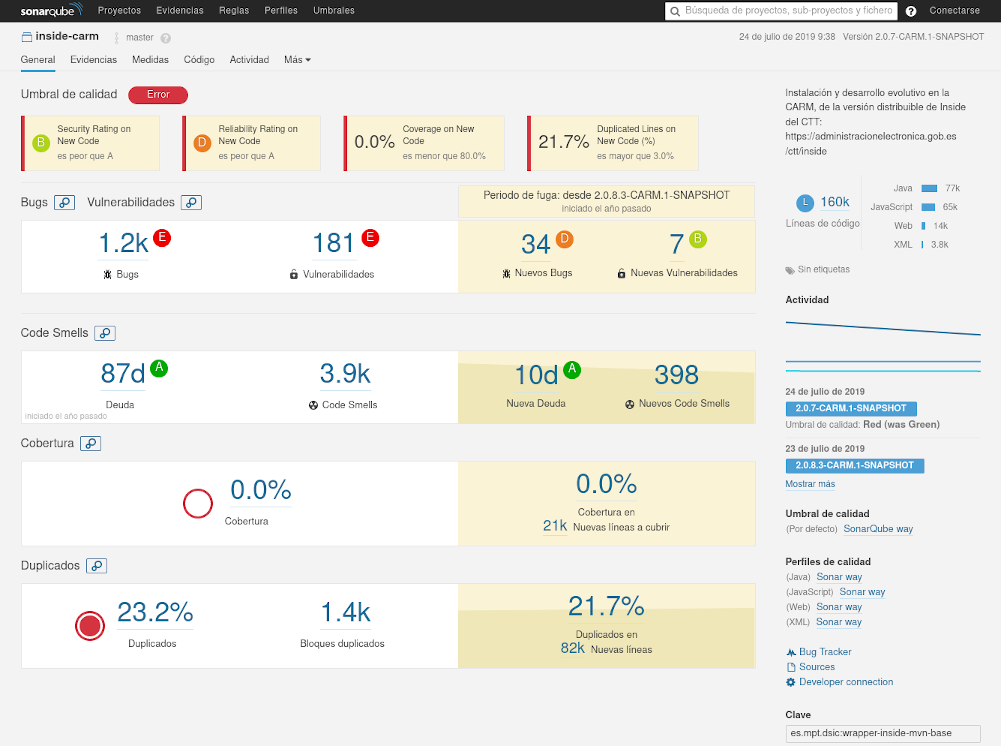 sonarqube Proyectos Evidencias Reglas Perfiles Umbrales Búsqueda de proyectos, sub-proyectos y fichero ? Conectarse
inside-carm master ? 24 de julio de 2019 9:38 Versión 2.0.7-CARM.1-SNAPSHOT
General Evidencias Medidas Código Actividad Más
Umbral de calidad Error
B Security Rating on New Code es peor que A
D Reliability Rating on New Code es peor que A
0.0% Coverage on New Code es menor que 80.0%
21.7% Duplicated Lines on New Code (%) es mayor que 3.0%
Bugs Vulnerabilidades
Periodo de fuga: desde 2.0.8.3-CARM.1-SNAPSHOT
iniciado el año pasado
1.2k E 181 E 34 D 7 B
Bugs Vulnerabilidades Nuevos Bugs Nuevas Vulnerabilidades
Code Smells
87d A 3.9k 10d A 398
Deuda Code Smells Nueva Deuda Nuevos Code Smells
iniciado el año pasado
Cobertura
0.0% 0.0%
Cobertura Cobertura en
21k Nuevas líneas a cubrir
Duplicados
23.2% 1.4k 21.7%
Duplicados Bloques duplicados Duplicados en
82k Nuevas líneas
Instalación y desarrollo evolutivo en la
CARM, de la versión distribuible de Inside
del CTT:
https://administracionelectronica.gob.es
/ctt/inside
L 160k
Líneas de código
Java 77k
JavaScript 65k
Web 14k
XML 3.8k
Sin etiquetas
Actividad
24 de julio de 2019
2.0.7-CARM.1-SNAPSHOT
Umbral de calidad: Red (was Green)
23 de julio de 2019
2.0.8.3-CARM.1-SNAPSHOT
Mostrar más
Umbral de calidad
(Por defecto) SonarQube way
Perfiles de calidad
(Java) Sonar way
(JavaScript) Sonar way
(Web) Sonar way
(XML) Sonar way
Bug Tracker
Sources
Developer connection
Clave
es.mpt.dsic:wrapper-inside-mvn-base